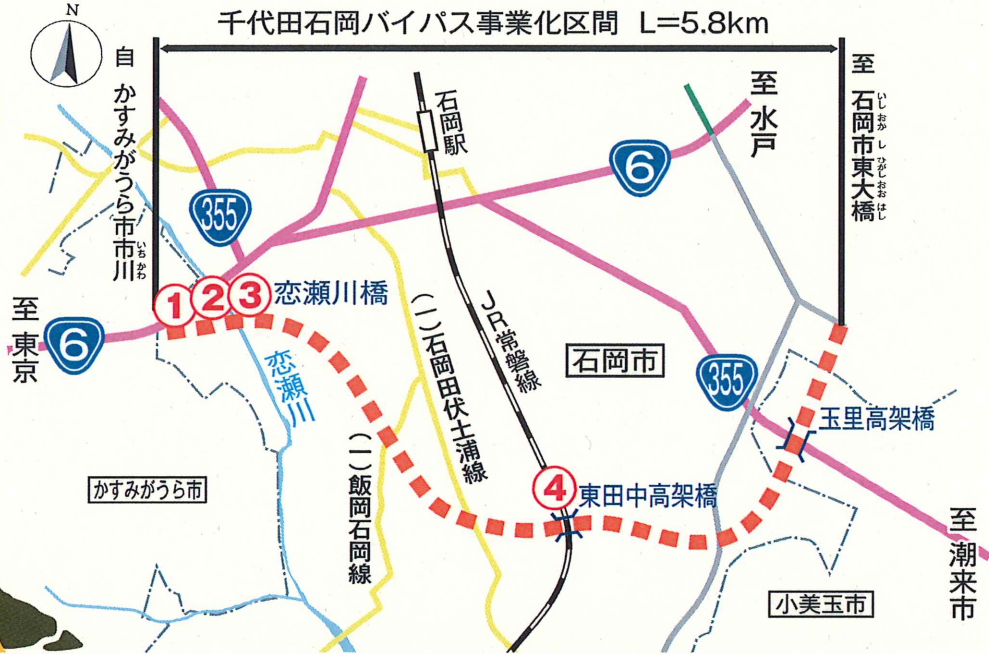 千代田石岡バイパス事業化区間 L=5.8km
N
自 かすみがうら市市川
いちかわ
至 石岡市東大橋
いしおかしひがしおおはし
至水戸
石岡駅
6
355
1
2
3
恋瀬川橋
至東京
6
恋瀬川
(一)石岡田伏土浦線
JR常磐線
石岡市
355
玉里高架橋
(一)飯岡石岡線
かすみがうら市
4
東田中高架橋
至潮来市
小美玉市